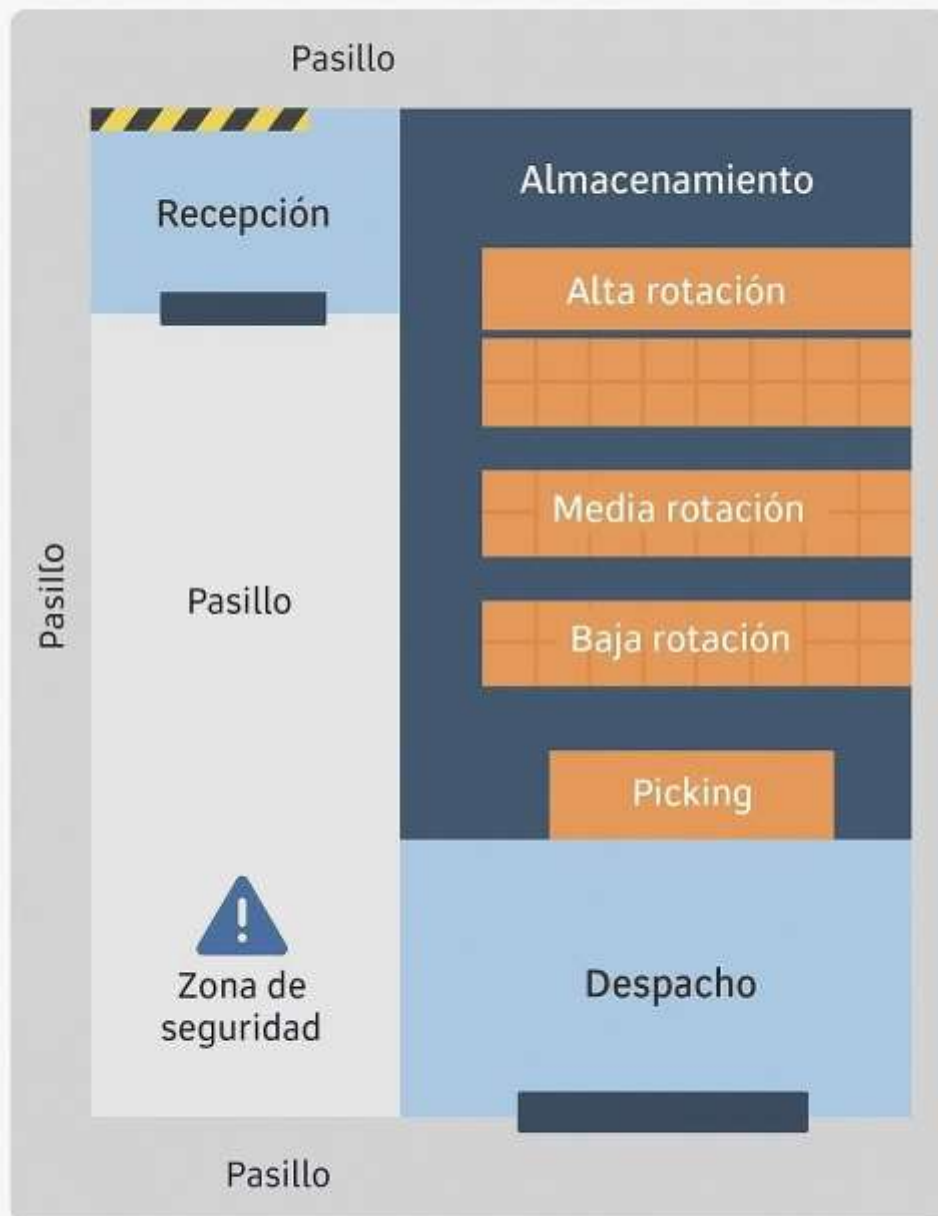 Pasillo
Recepción
Almacenamiento
Alta rotación
Media rotación
Baja rotación
Pasillo
Pasillo
Picking
Zona de
seguridad
Despacho
Pasillo